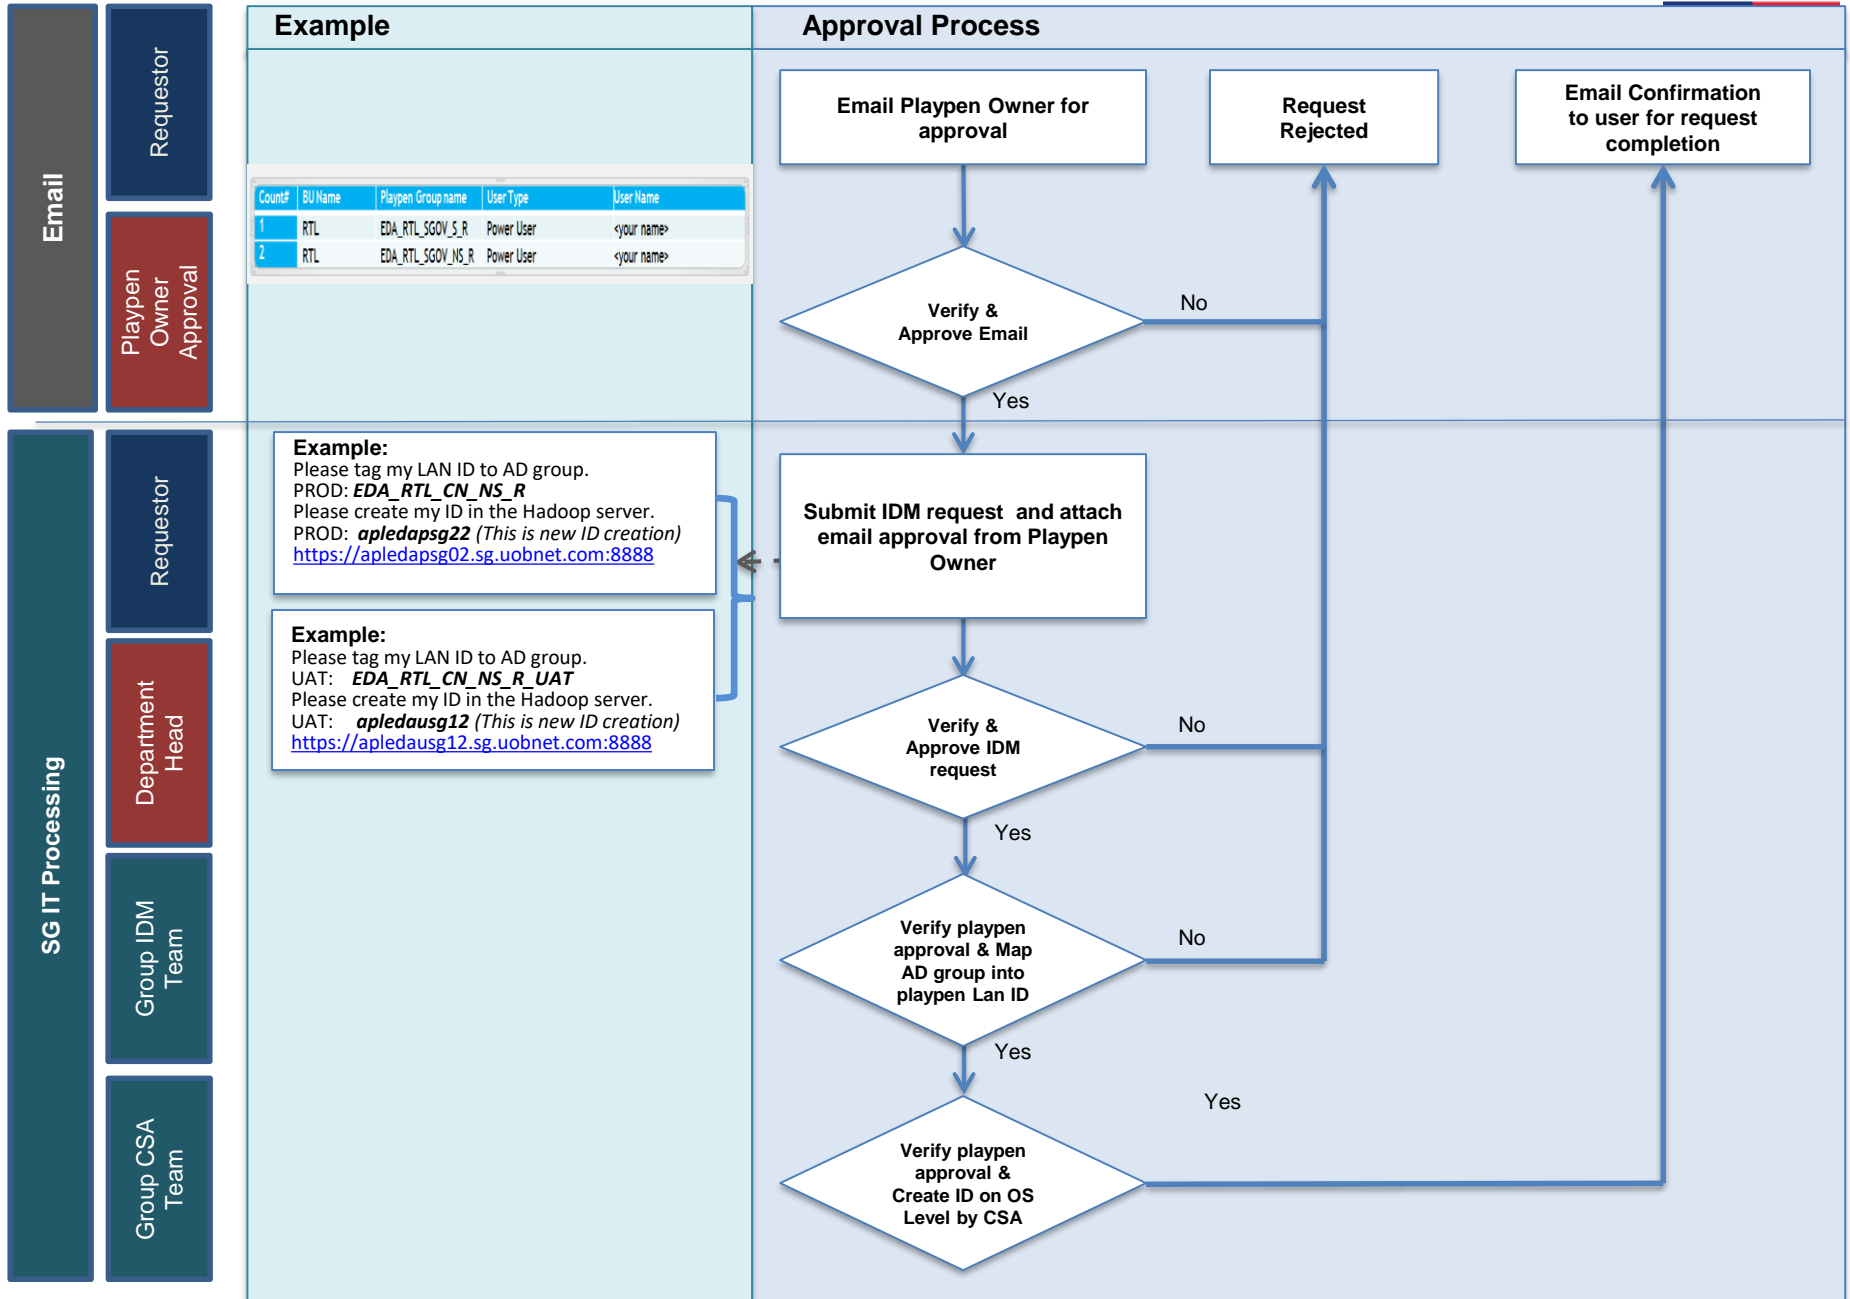 Example
Approval Process
Email
Requestor
Playpen
Owner
Approval
Count# BU Name Playpen Group name User Type User Name
1 RTL EDA_RTL_SGOV_S_R Power User <your name>
2 RTL EDA_RTL_SGOV_NS_R Power User <your name>
Email Playpen Owner for
approval
Request
Rejected
Email Confirmation
to user for request
completion
Verify &
Approve Email
No
Yes
SG IT Processing
Requestor
Department
Head
Group IDM
Team
Group CSA
Team
Example:
Please tag my LAN ID to AD group.
PROD: EDA_RTL_CN_NS_R
Please create my ID in the Hadoop server.
PROD: apledapsg22 (This is new ID creation)
https://apledapsg02.sg.uobnet.com:8888
Example:
Please tag my LAN ID to AD group.
UAT: EDA_RTL_CN_NS_R_UAT
Please create my ID in the Hadoop server.
UAT: apledausg12 (This is new ID creation)
https://apledausg12.sg.uobnet.com:8888
Submit IDM request and attach
email approval from Playpen
Owner
Verify &
Approve IDM
request
No
Yes
Verify playpen
approval & Map
AD group into
playpen Lan ID
No
Yes
Verify playpen
approval &
Create ID on OS
Level by CSA
Yes